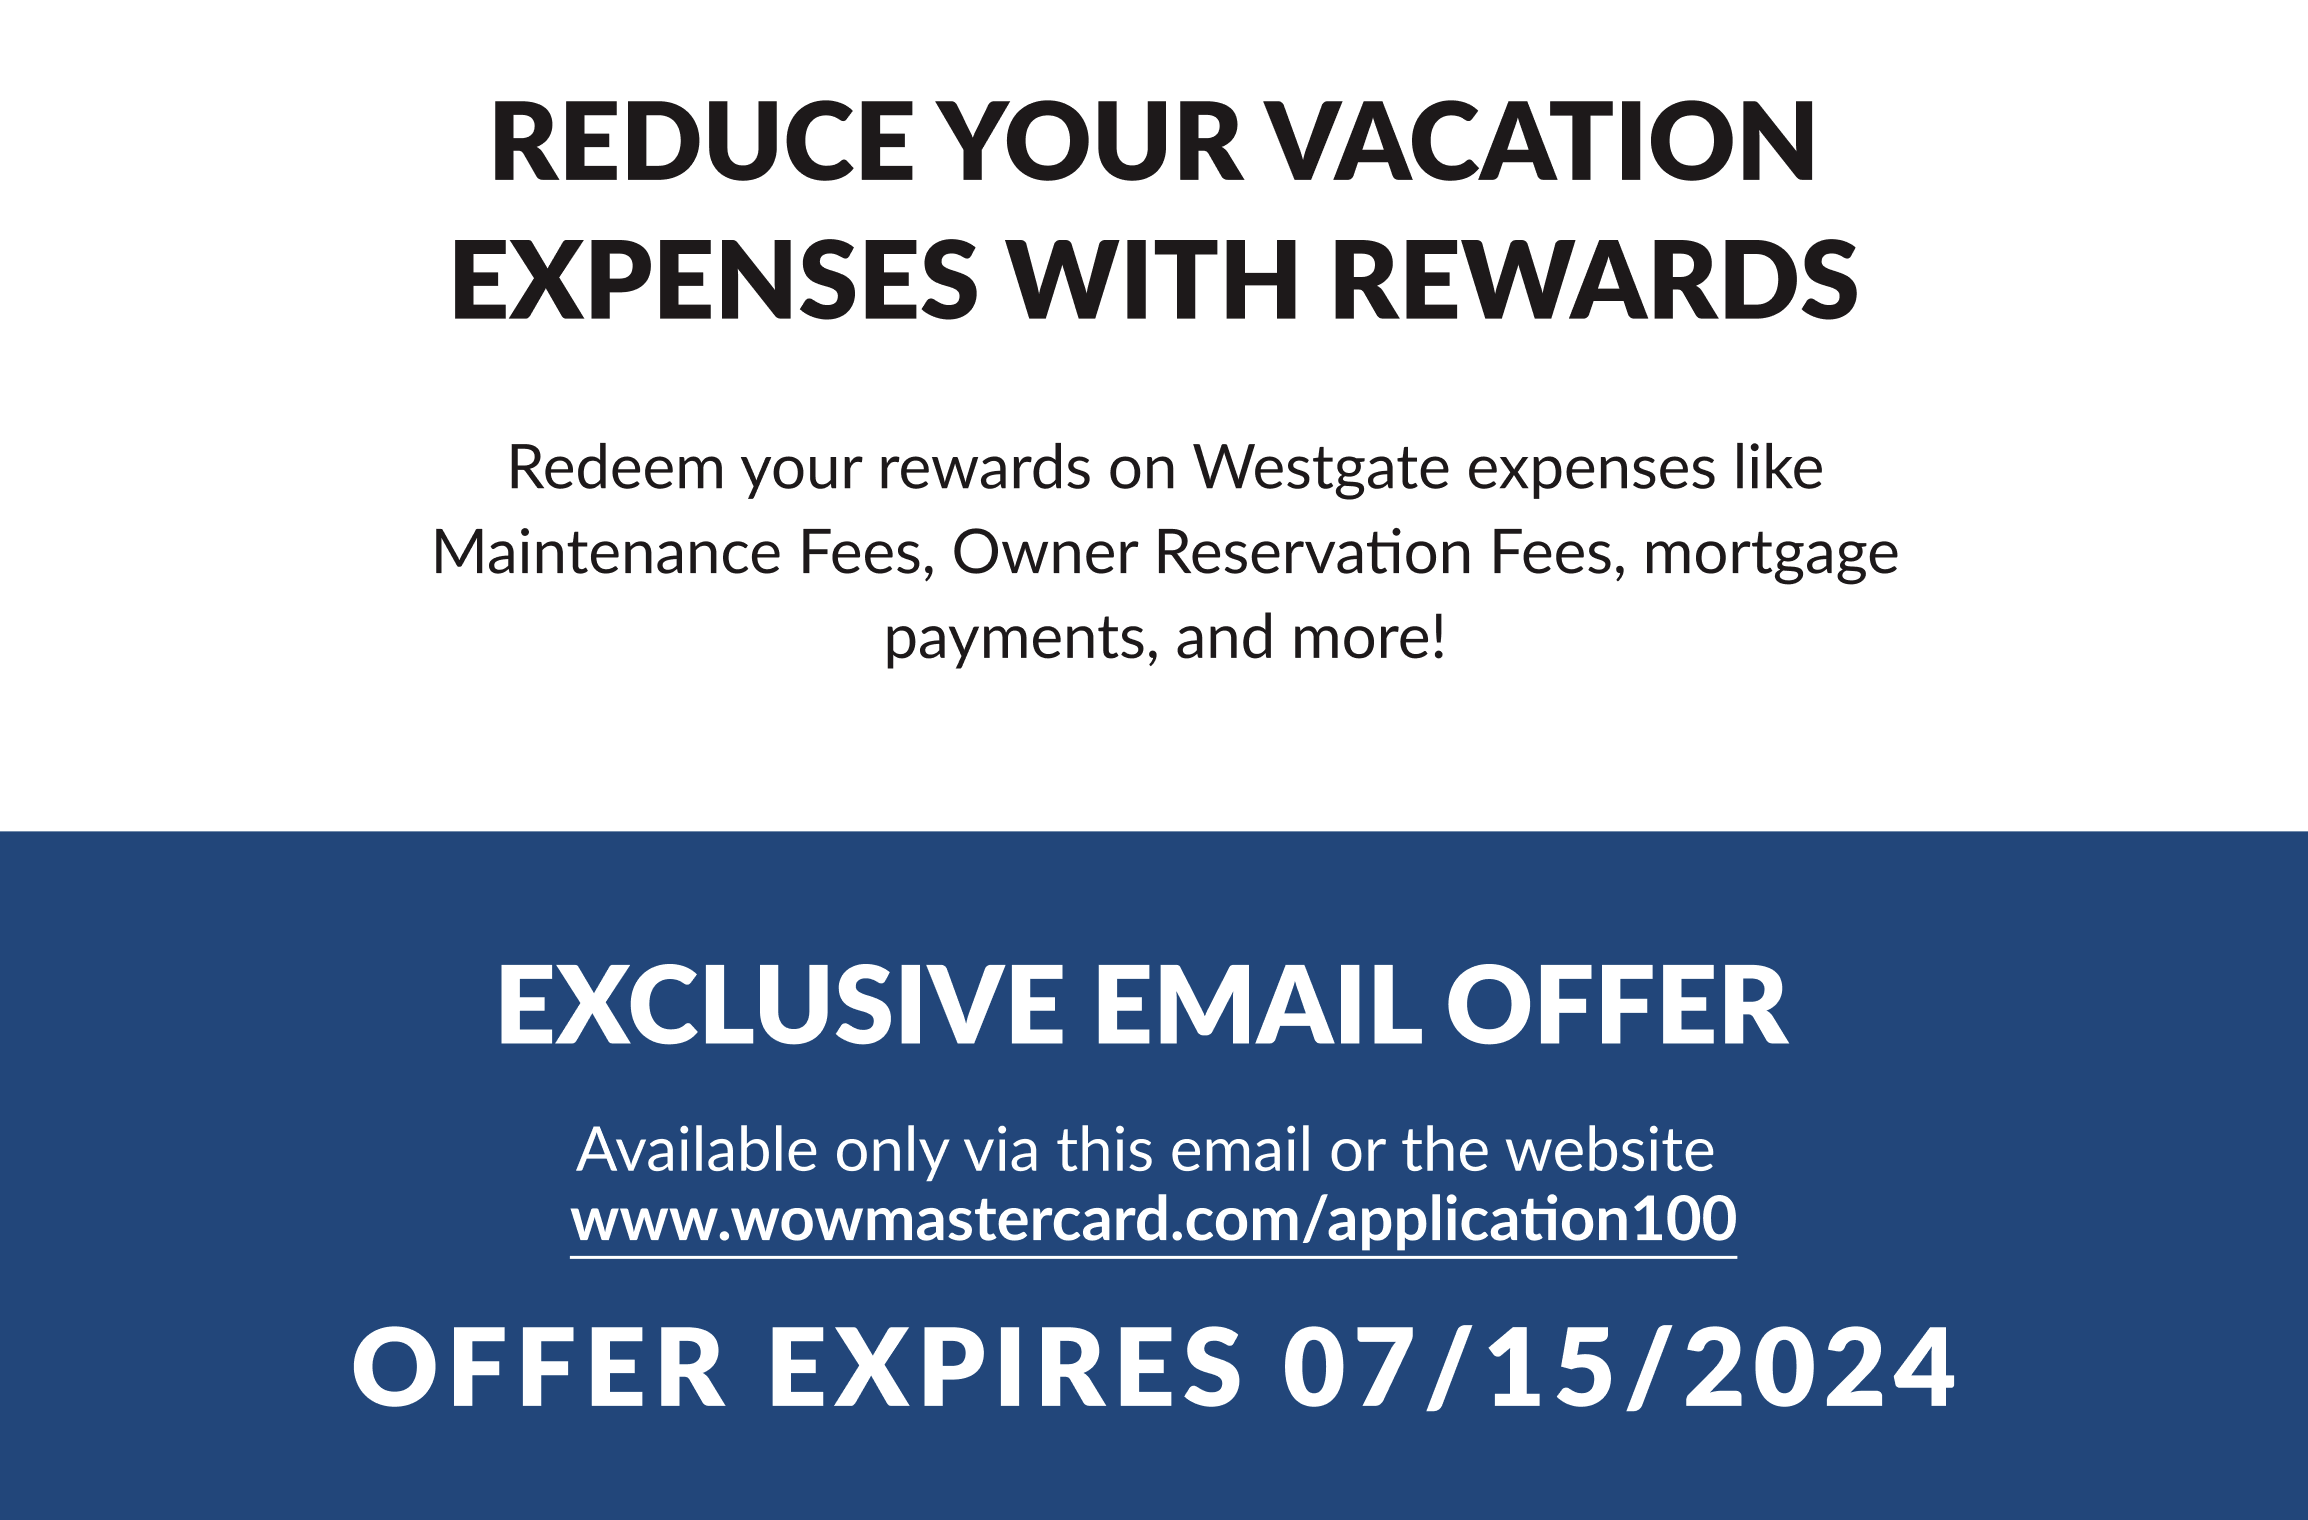 REDUCE YOUR VACATION
EXPENSES WITH REWARDS
Redeem your rewards on Westgate expenses like
Maintenance Fees, Owner Reservation Fees, mortgage
payments, and more!
EXCLUSIVE EMAIL OFFER
Available only via this email or the website
www.wowmastercard.com/application100
OFFER EXPIRES 07/15/2024